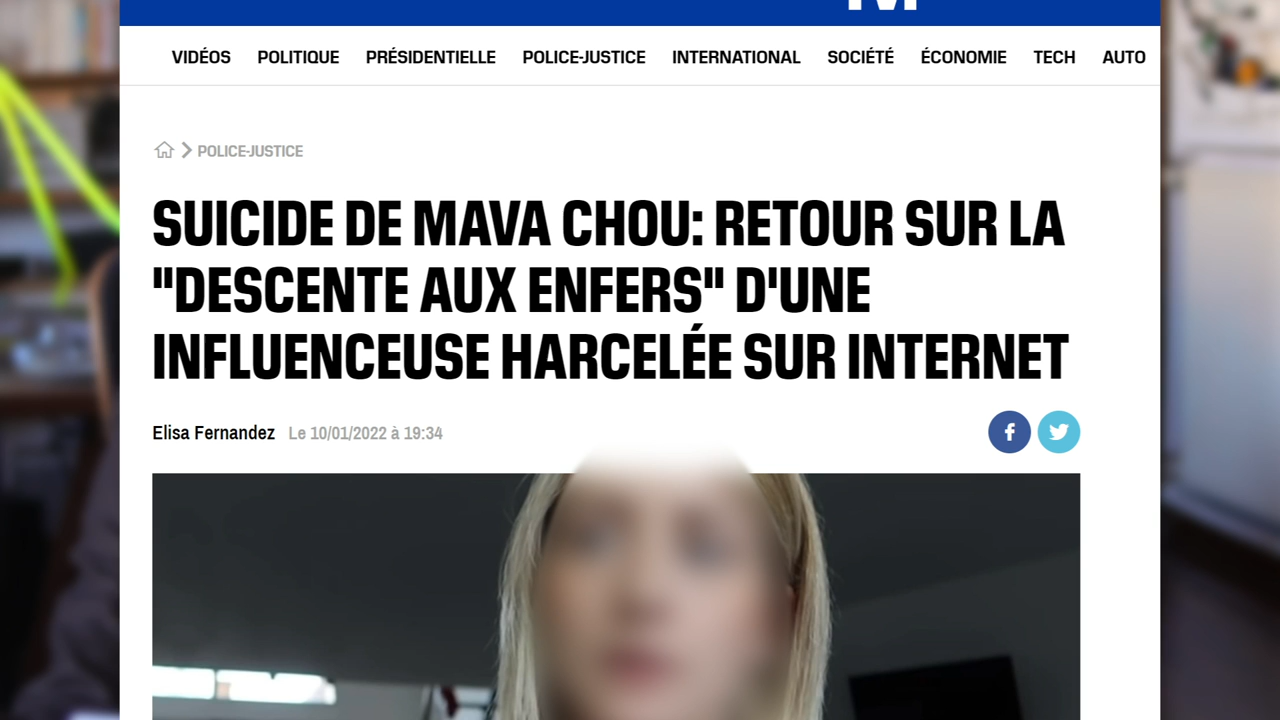 VIDÉOS POLITIQUE PRÉSIDENTIELLE POLICE-JUSTICE INTERNATIONAL SOCIÉTÉ ÉCONOMIE TECH AUTO
POLICE-JUSTICE
SUICIDE DE MAVA CHOU: RETOUR SUR LA
"DESCENTE AUX ENFERS" D'UNE
INFLUENCEUSE HARCELÉE SUR INTERNET
Elisa Fernandez Le 10/01/2022 à 19:34